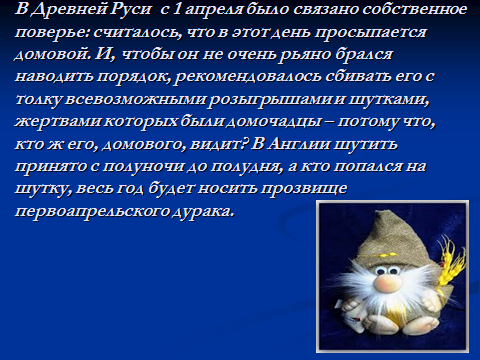 В Древней Руси с 1 апреля было связано собственное
поверье: считалось, что в этот день просыпается
домовой. И, чтобы он не очень рьяно брался
наводить порядок, рекомендовалось сбивать его с
толку всевозможными розыгрышами и шутками,
жертвами которых были домочадцы – потому что,
кто ж его, домового, видит? В Англии шутить
принято с полуночи до полудня, а кто попался на
шутку, весь год будет носить прозвище
первоапрельского дурака.